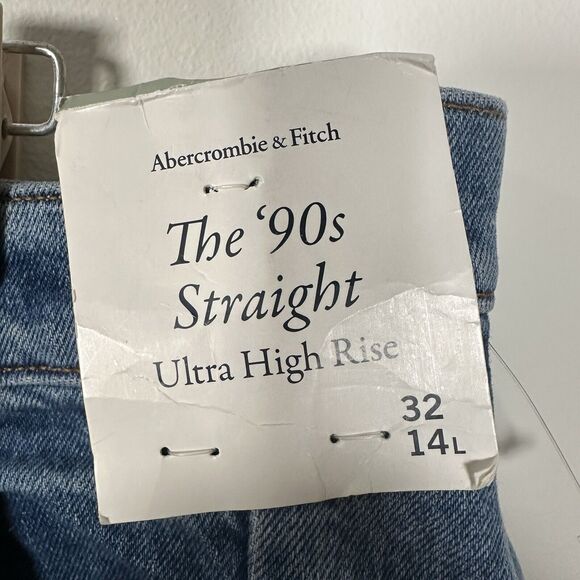 Abercrombie & Fitch
The ‘90s
Straight
Ultra High Rise
32
14L